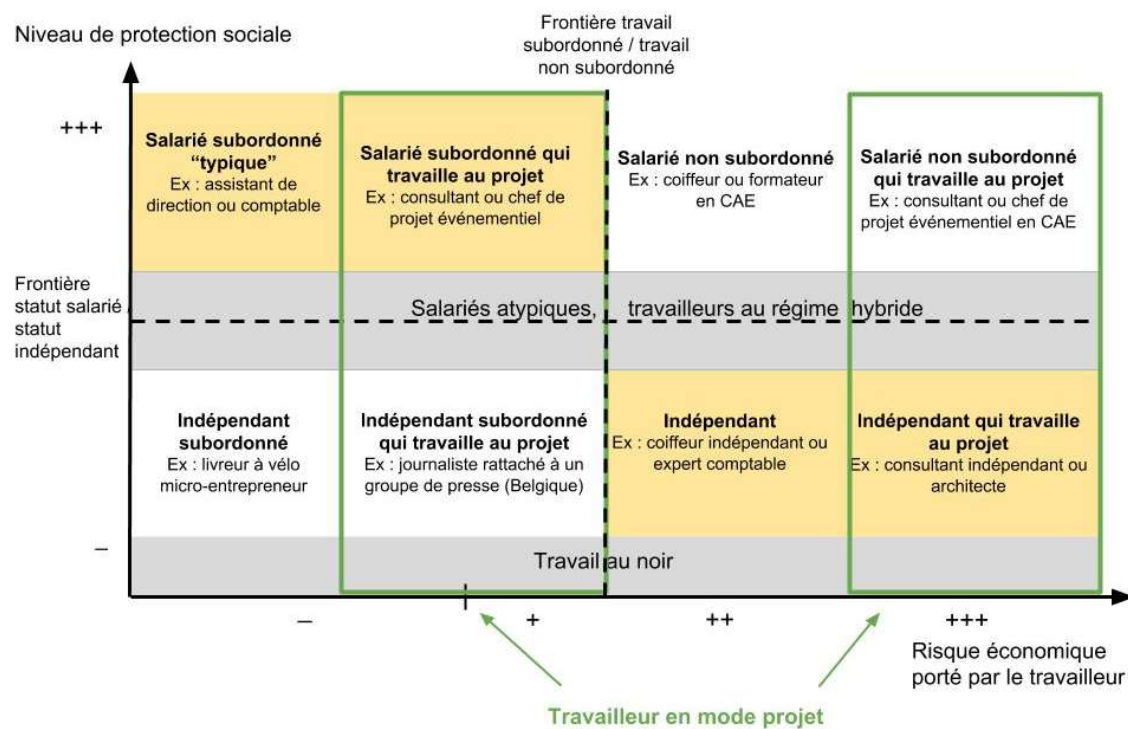 Niveau de protection sociale
Frontière travail
subordonné / travail
non subordonné
+++
Salarié subordonné
“typique”
Ex : assistant de
direction ou comptable
Salarié subordonné qui
travaille au projet
Ex : consultant ou chef de
projet événementiel
Salarié non subordonné
Ex : coiffeur ou formateur
en CAE
Salarié non subordonné
qui travaille au projet
Ex : consultant ou chef de
projet événementiel en CAE
Frontière
statut salarié /
statut
indépendant
Salariés atypiques, travailleurs au régime hybride
Indépendant
subordonné
Ex : livreur à vélo
micro-entrepreneur
Indépendant subordonné
qui travaille au projet
Ex : journaliste rattaché à un
groupe de presse (Belgique)
Indépendant
Ex : coiffeur indépendant ou
expert comptable
Indépendant qui travaille
au projet
Ex : consultant indépendant ou
architecte
–
Travail au noir
– + ++ +++
Risque économique
porté par le travailleur
Travailleur en mode projet